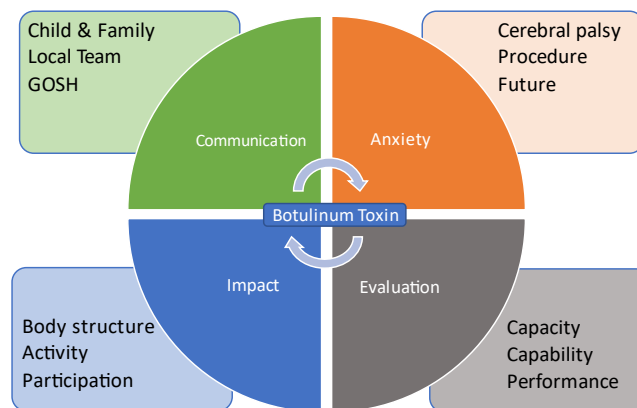 Child & Family
Local Team
GOSH
Cerebral palsy
Procedure
Future
Communication
Anxiety
Botulinum Toxin
Impact
Evaluation
Body structure
Activity
Participation
Capacity
Capability
Performance